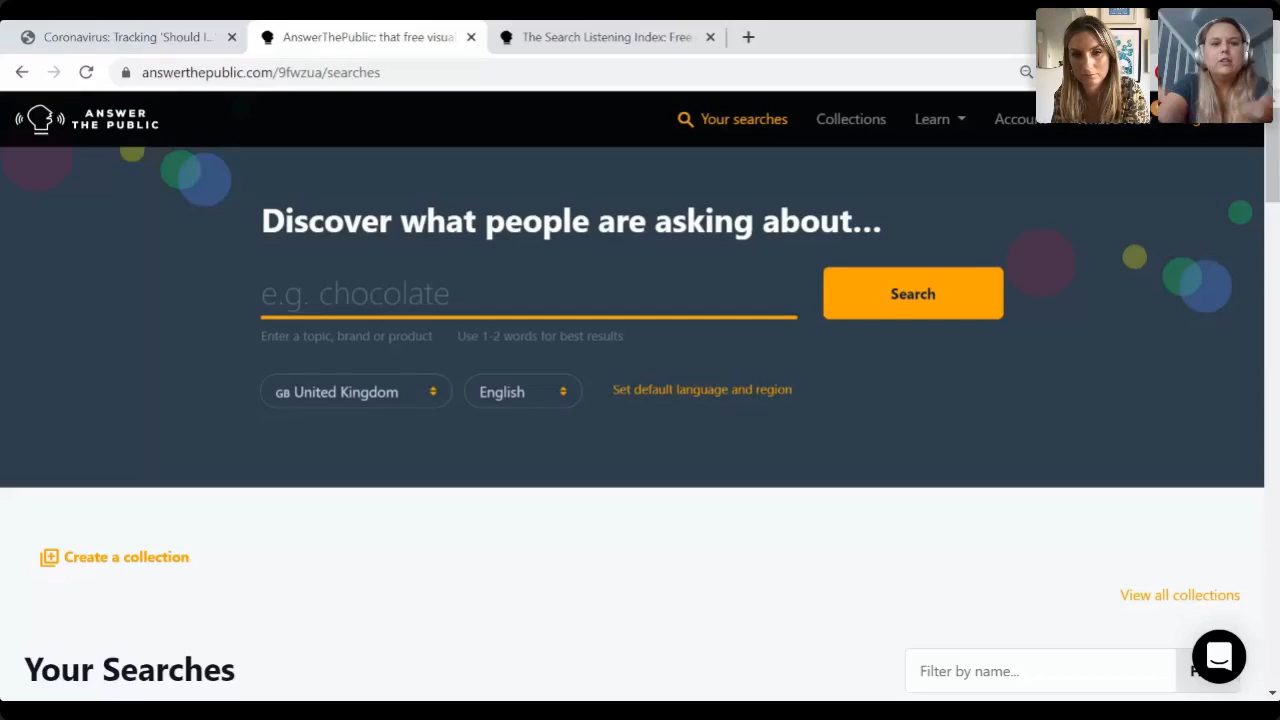 Coronavirus: Tracking 'Should I...
AnswerThePublic: that free visua
The Search Listening Index: Free
answerthepublic.com/9fwzua/searches
ANSWER
THE PUBLIC
Your searches
Collections
Learn
Accou
Discover what people are asking about...
e.g. chocolate
Search
Enter a topic, brand or product
Use 1-2 words for best results
GB United Kingdom
English
Set default language and region
Create a collection
View all collections
Your Searches
Filter by name...